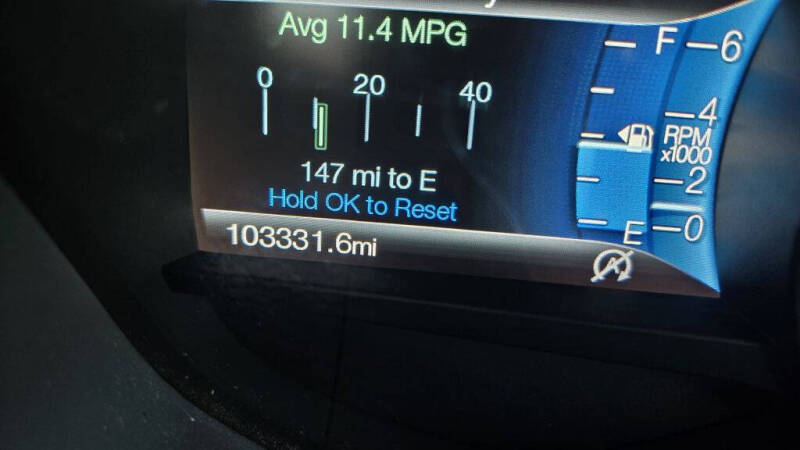 Avg 11.4 MPG
0 20 40
147 mi to E
Hold OK to Reset
103331.6mi
F 6
4
RPM
x1000
2
E 0
A